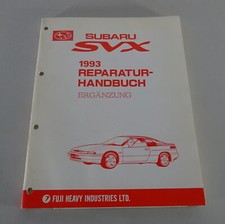 SUBARU
SVX
1993
REPARATUR-
HANDBUCH
ERGÄNZUNG
FUJI HEAVY INDUSTRIES LTD.